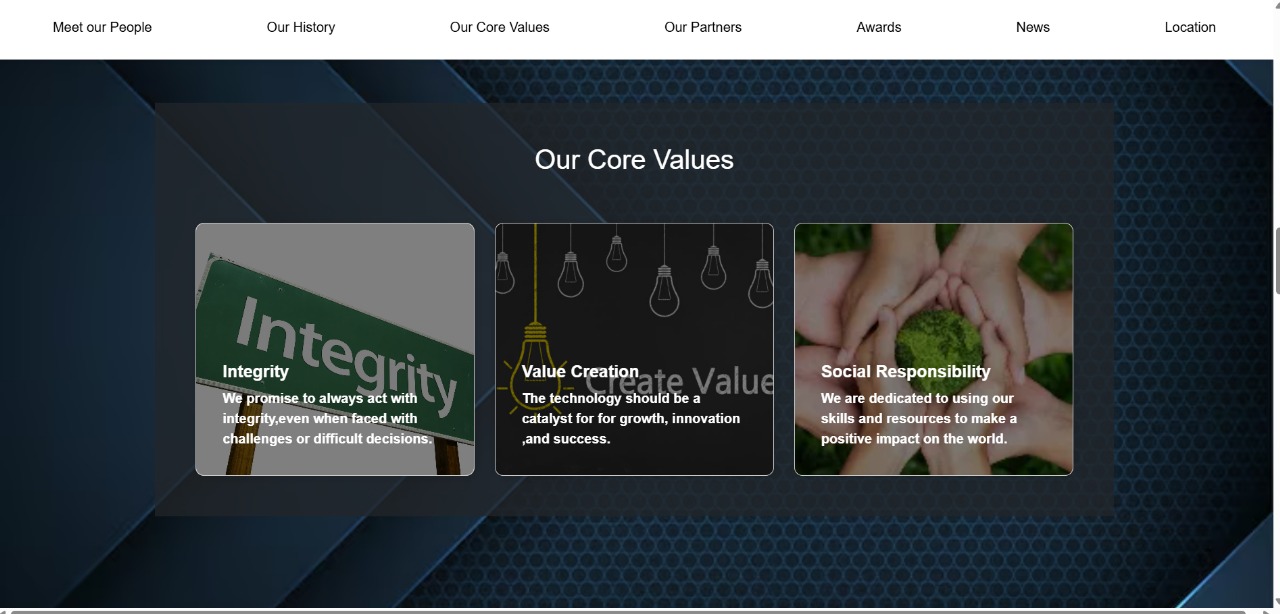 Meet our People
Our History
Our Core Values
Our Partners
Awards
News
Location
Our Core Values
Integrity
Integrity
We promise to always act with
integrity,even when faced with
challenges or difficult decisions.
Create Value
Value Creation
The technology should be a
catalyst for for growth, innovation
,and success.
Social Responsibility
We are dedicated to using our
skills and resources to make a
positive impact on the world.